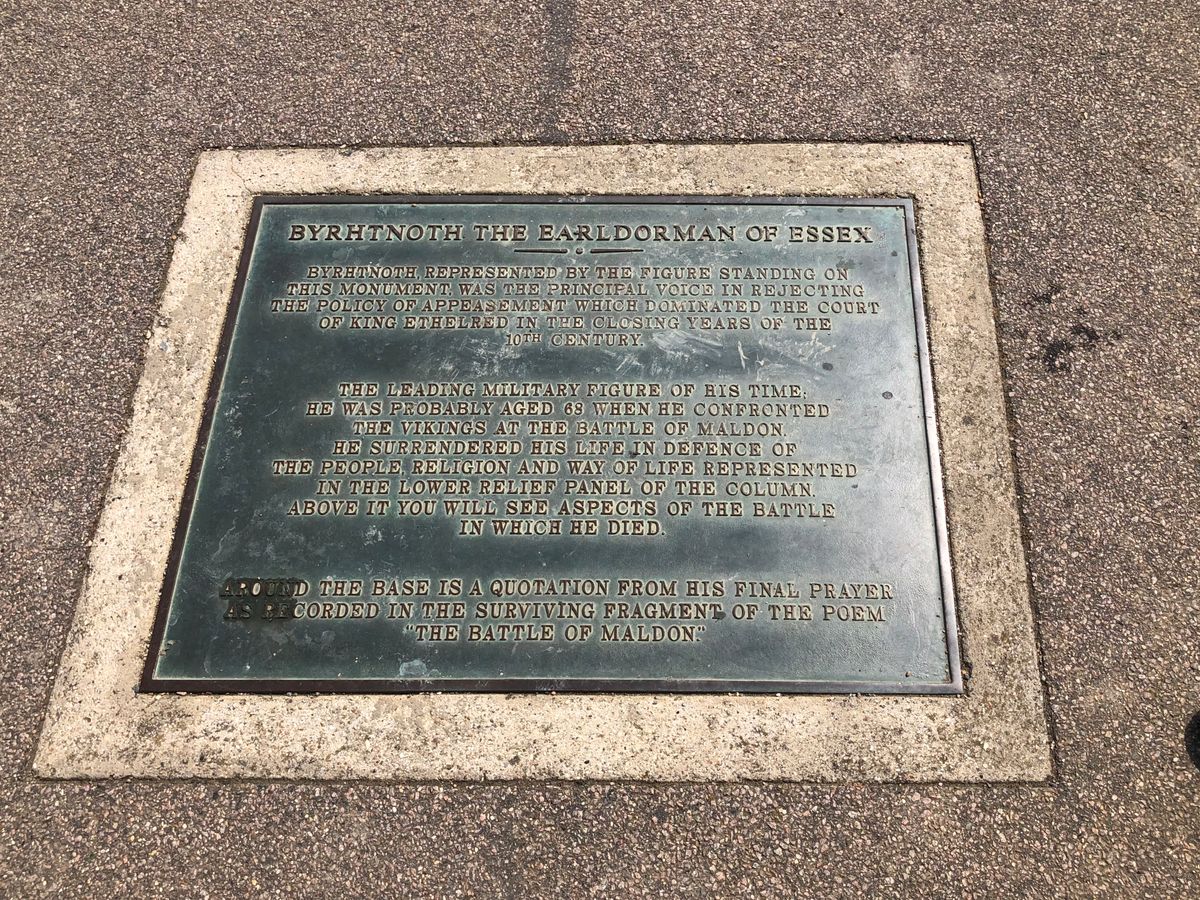 BYRHTNOTH THE EARLDORMAN OF ESSEX
BYRHTNOTH, REPRESENTED BY THE FIGURE STANDING ON
THIS MONUMENT, WAS THE PRINCIPAL VOICE IN REJECTING
THE POLICY OF APPEASEMENT WHICH DOMINATED THE COURT
OF KING ETHELRED IN THE CLOSING YEARS OF THE
10TH CENTURY.
THE LEADING MILITARY FIGURE OF HIS TIME;
HE WAS PROBABLY AGED 68 WHEN HE CONFRONTED
THE VIKINGS AT THE BATTLE OF MALDON.
HE SURRENDERED HIS LIFE IN DEFENCE OF
THE PEOPLE, RELIGION AND WAY OF LIFE REPRESENTED
IN THE LOWER RELIEF PANEL OF THE COLUMN.
ABOVE IT YOU WILL SEE ASPECTS OF THE BATTLE
IN WHICH HE DIED.
AROUND THE BASE IS A QUOTATION FROM HIS FINAL PRAYER
AS RECORDED IN THE SURVIVING FRAGMENT OF THE POEM
"THE BATTLE OF MALDON."